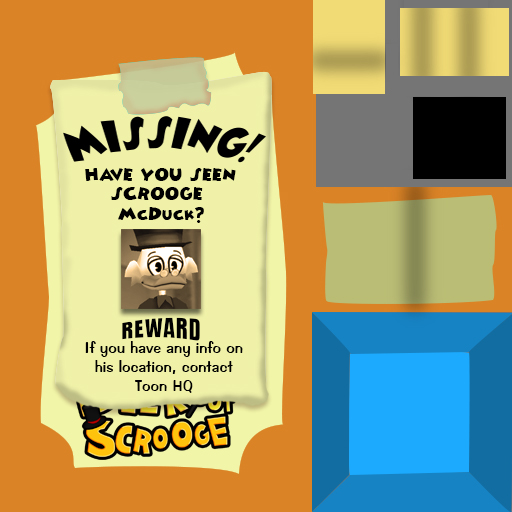 MISSING!
HAVE YOU SEEN
SCROOGE
McDUCK?
REWARD
If you have any info on
his location, contact
Toon HQ
OF
SCROOGE